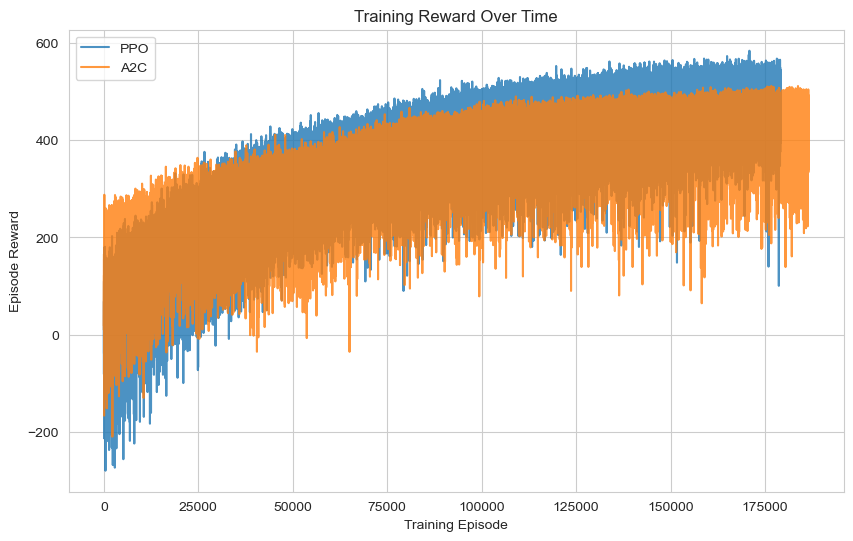 Training Reward Over Time
PPO
A2C
Episode Reward
600
400
200
0
−200
0 25000 50000 75000 100000 125000 150000 175000
Training Episode